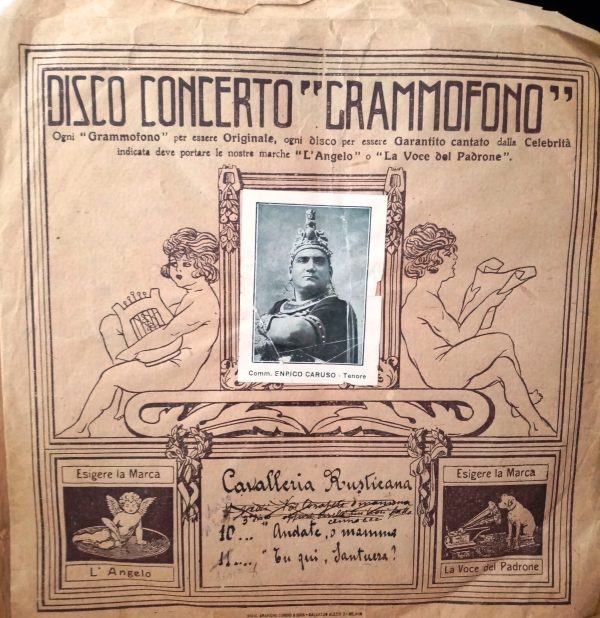 DISCO CONCERTO "GRAMMOFONO"
Ogni "Grammofono" per essere Originale, ogni disco per essere Garantito cantato dalla Celebrità
indicata deve portare le nostre marche "L'Angelo" o "La Voce del Padrone".
Comm. ENRICO CARUSO - Tenore
Esigere la Marca
L'Angelo
Cavalleria Rusticana
10... "Andate, o mamma
11...., "Tu qui, Santuzza?
Esigere la Marca
La Voce del Padrone